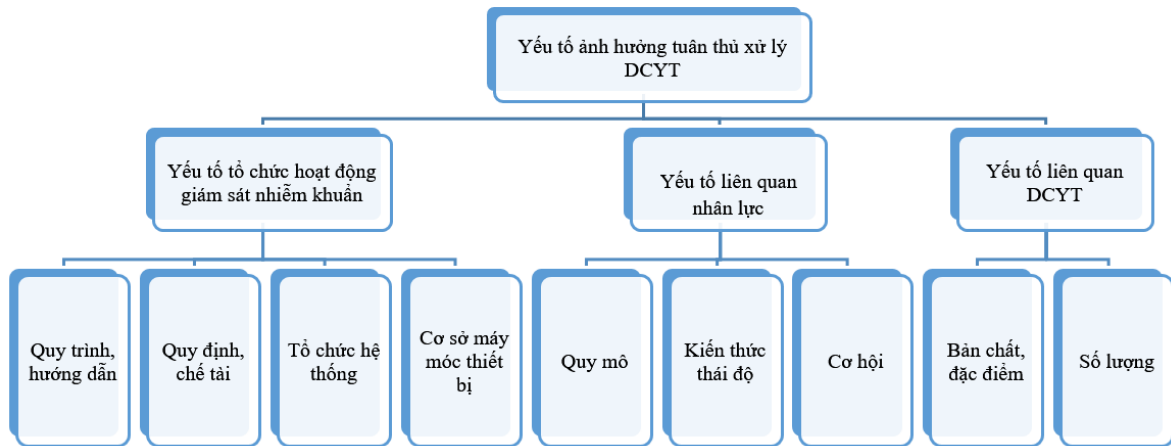 Yếu tố ảnh hưởng tuân thủ xử lý
DCYT
Yếu tố tổ chức hoạt động
giám sát nhiễm khuẩn
Yếu tố liên quan
nhân lực
Yếu tố liên quan
DCYT
Quy trình,
hướng dẫn
Quy định,
chế tài
Tổ chức hệ
thống
Cơ sở máy
móc thiết
bị
Quy mô
Kiến thức
thái độ
Cơ hội
Bản chất,
đặc điểm
Số lượng